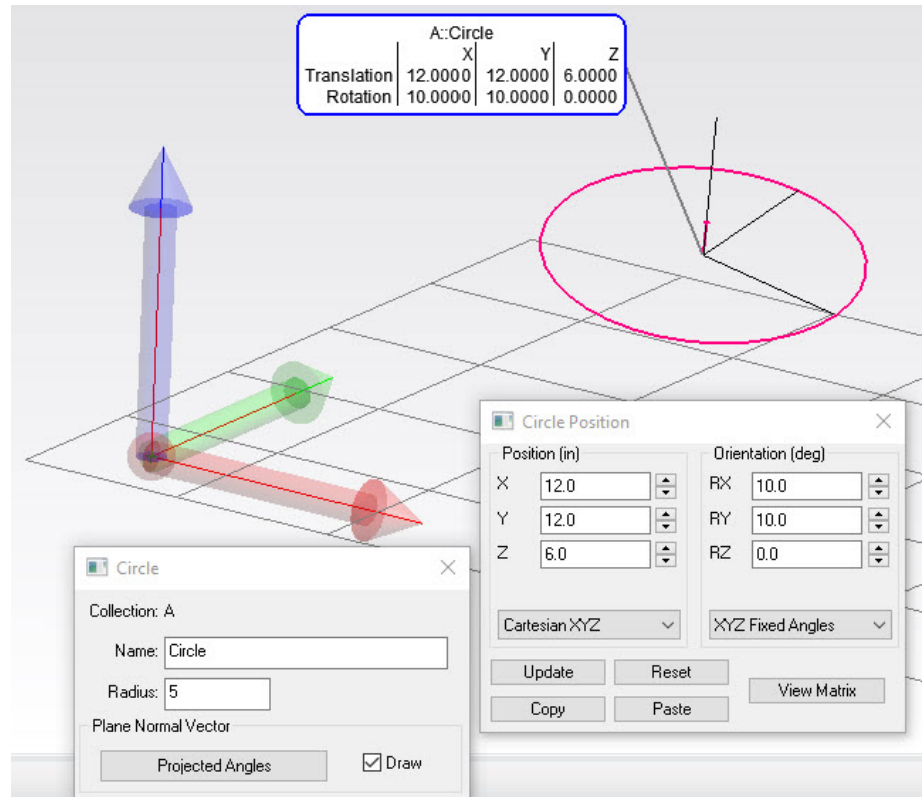 A::Circle
X Y Z
Translation 12.0000 12.0000 6.0000
Rotation 10.0000 10.0000 0.0000
Circle Position
Position (in)
X 12.0
Y 12.0
Z 6.0
Cartesian XYZ
Orientation (deg)
RX 10.0
RY 10.0
RZ 0.0
XYZ Fixed Angles
Update Reset
Copy Paste
View Matrix
Circle
Collection: A
Name: Circle
Radius: 5
Plane Normal Vector
Projected Angles Draw